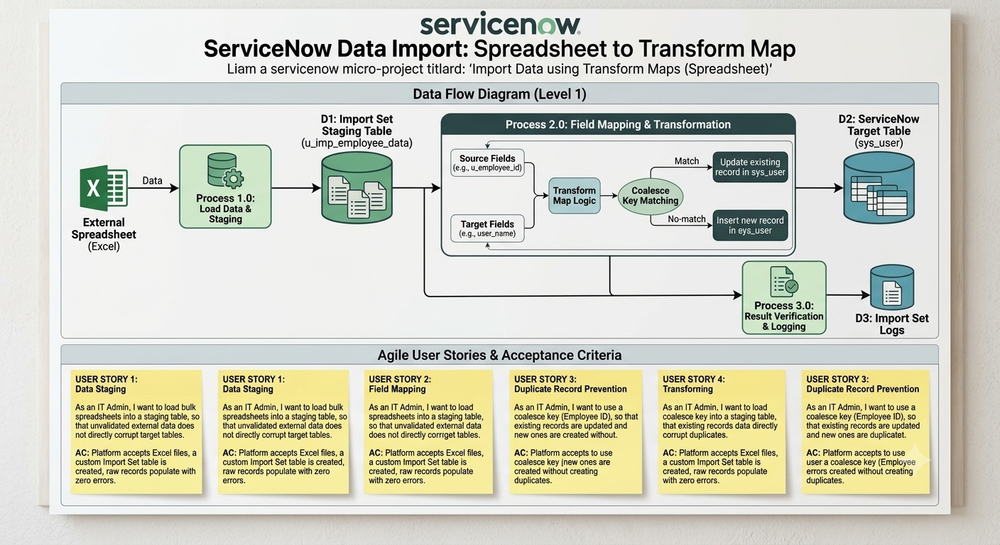 servicenow
ServiceNow Data Import: Spreadsheet to Transform Map
Liam a servicenow micro-project titlard: 'Import Data using Transform Maps (Spreadsheet)'
Data Flow Diagram (Level 1)
X
External
Spreadsheet
(Excel)
Data
Process 1.0:
Load Data &
Staging
D1: Import Set
Staging Table
(u_imp_employee_data)
Process 2.0: Field Mapping & Transformation
Source Fields
(e.g., u_employee_id)
Target Fields
(e.g., user_name)
Transform
Map Logic
Coalesce
Key Matching
Match
No-match
Update existing
record in sys_user
Insert new record
in eys_user
D2: ServiceNow
Target Table
(sys_user)
Process 3.0:
Result Verification
& Logging
D3: Import Set
Logs
Agile User Stories & Acceptance Criteria
USER STORY 1:
Data Staging
As an IT Admin, I want to load bulk
spreadsheets into a staging table, so
that unvalidated external data does
not directly corrupt target tables.
AC: Platform accepts Excel files, a
custom Import Set table is
created, raw records populate with
zero errors.
USER STORY 1:
Data Staging
As an IT Admin, I want to load bulk
spreadsheets into a staging table, so
that unvalidated external data does
not directly corrupt target tables.
AC: Platform accepts Excel files, a
custom Import Set table is created,
raw records populate with zero
errors.
USER STORY 2:
Field Mapping
As an IT Admin, I want to load
spreadsheets into a staging table,
so that unvalidated external data
does not directly corriget tables.
AC: Platform accepts Excel files,
a custom Import Set table is
created, raw records populate
with zero errors.
USER STORY 3:
Duplicate Record Prevention
As an IT Admin, I want to use a
coalesce key (Employee ID), so that
existing records are updated and
new ones are created without.
AC: Platform accepts to use
coalesce key (new ones are
created without creating
duplicates.
USER STORY 4:
Transforming
As an IT Admin, I want to load
coalesce key into a staging table,
that existing records data directly
corrupt duplicates.
AC: Platform accepts Excel files,
a custom Import Set table is
created, raw records populate
with zero errors.
USER STORY 3:
Duplicate Record Prevention
As an IT Admin, I want to use a
coalesce key (Employee ID), so
that existing records are updated
and new ones are duplicatet.
AC: Platform accepts to use
user a coalesce key (Employee
errors created without creating
duplicates.